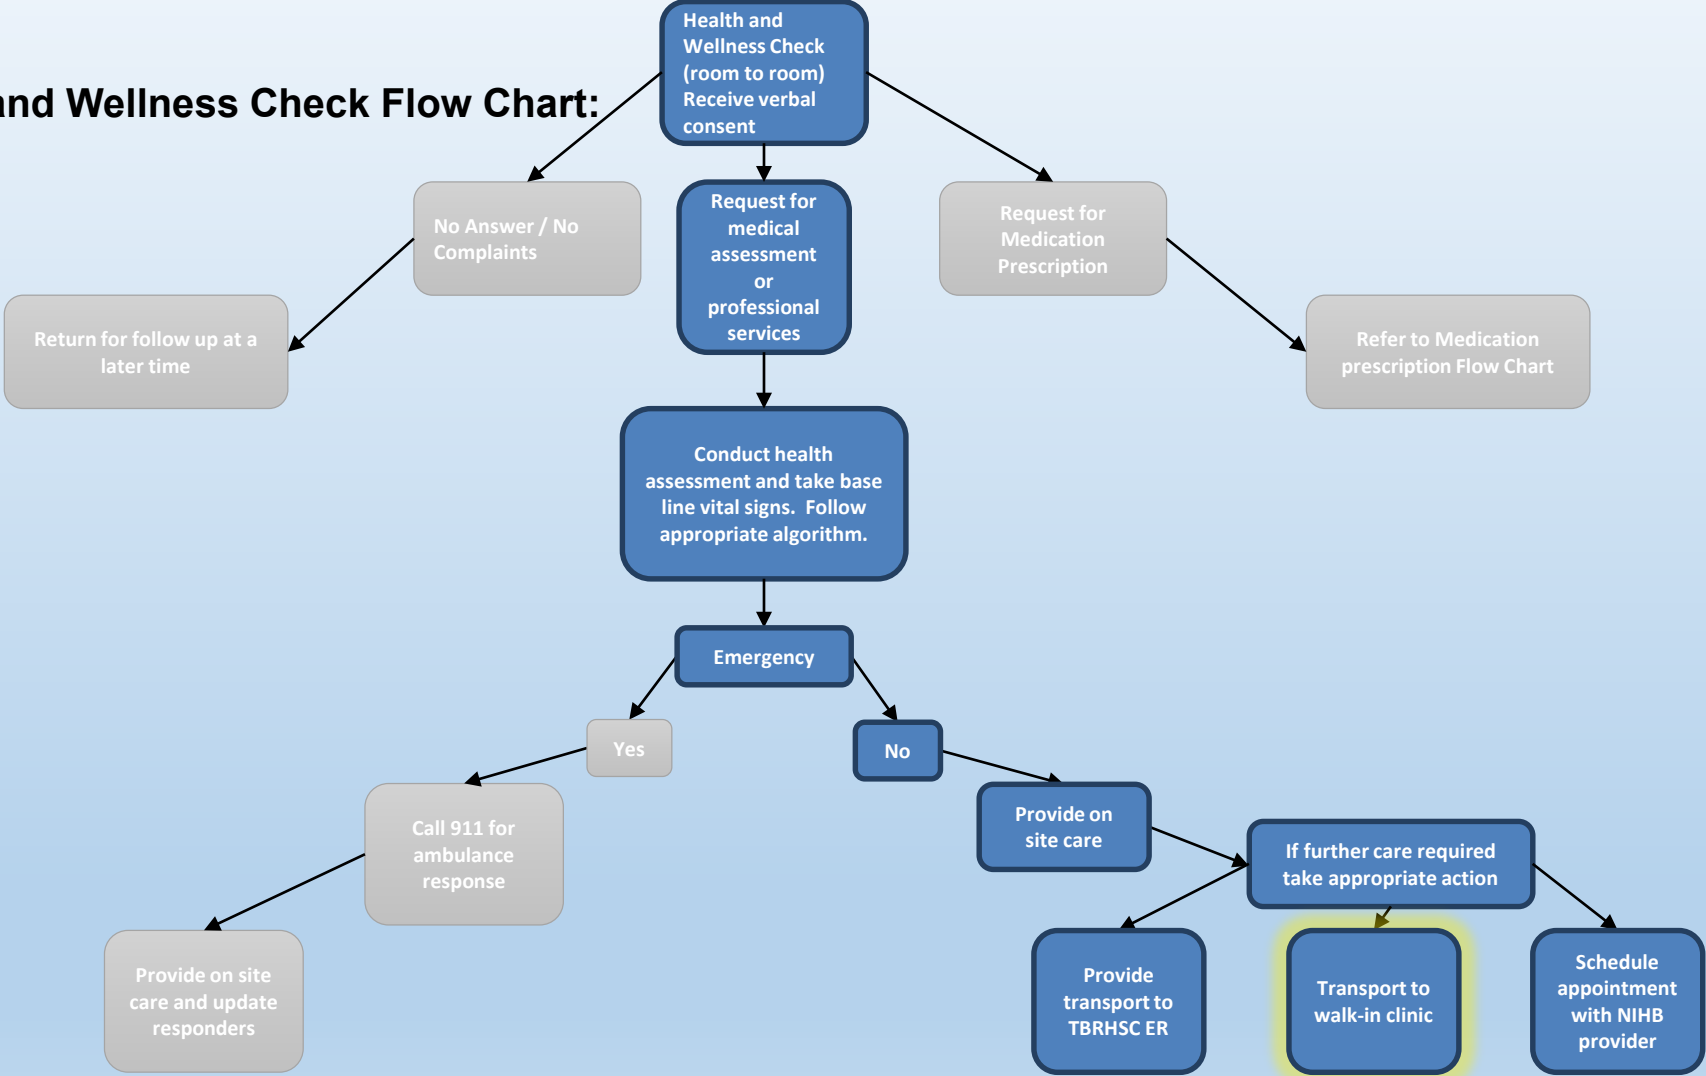 Health and
Wellness Check
(room to room)
Receive verbal
consent
and Wellness Check Flow Chart:
No Answer / No
Complaints
Request for
medical
assessment
or
professional
services
Request for
Medication
Prescription
Return for follow up at a
later time
Refer to Medication
prescription Flow Chart
Conduct health
assessment and take base
line vital signs.  Follow
appropriate algorithm.
Emergency
Yes
No
Call 911 for
ambulance
response
Provide on
site care
If further care required
take appropriate action
Provide on site
care and update
responders
Provide
transport to
TBRHSC ER
Transport to
walk-in clinic
Schedule
appointment
with NIHB
provider